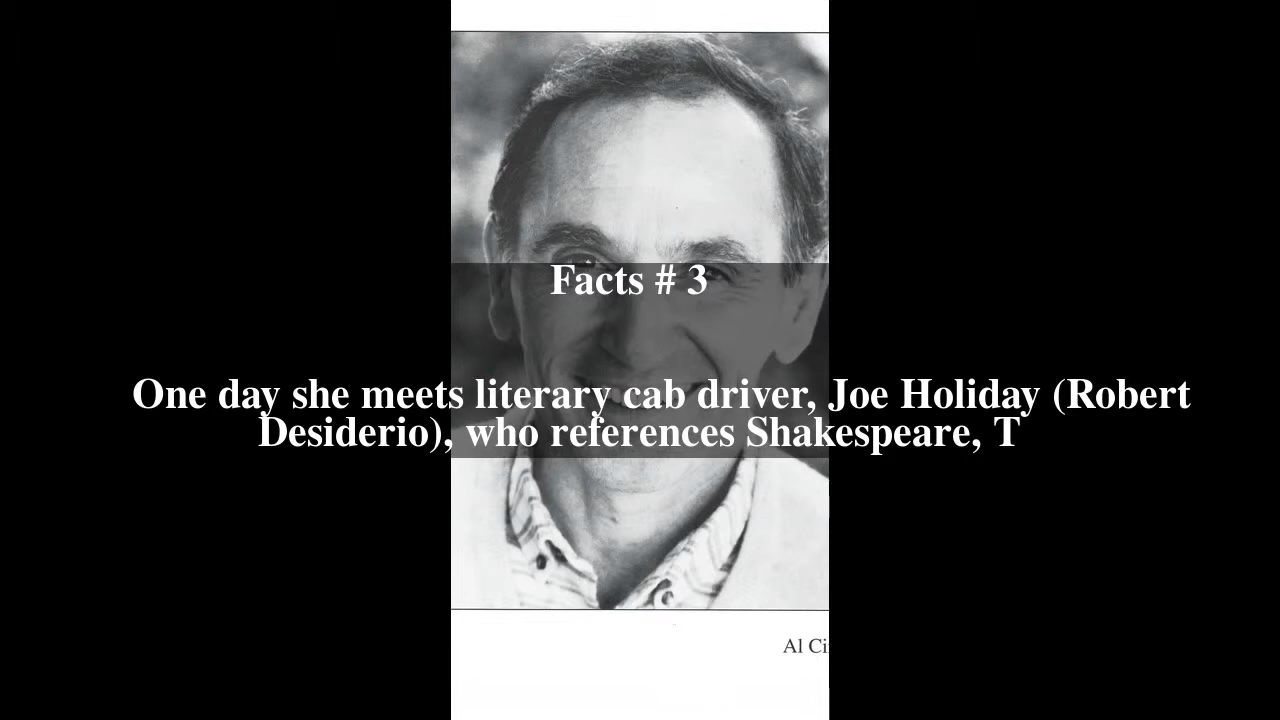 Facts # 3
One day she meets literary cab driver, Joe Holiday (Robert
Desiderio), who references Shakespeare, T
Al Ci